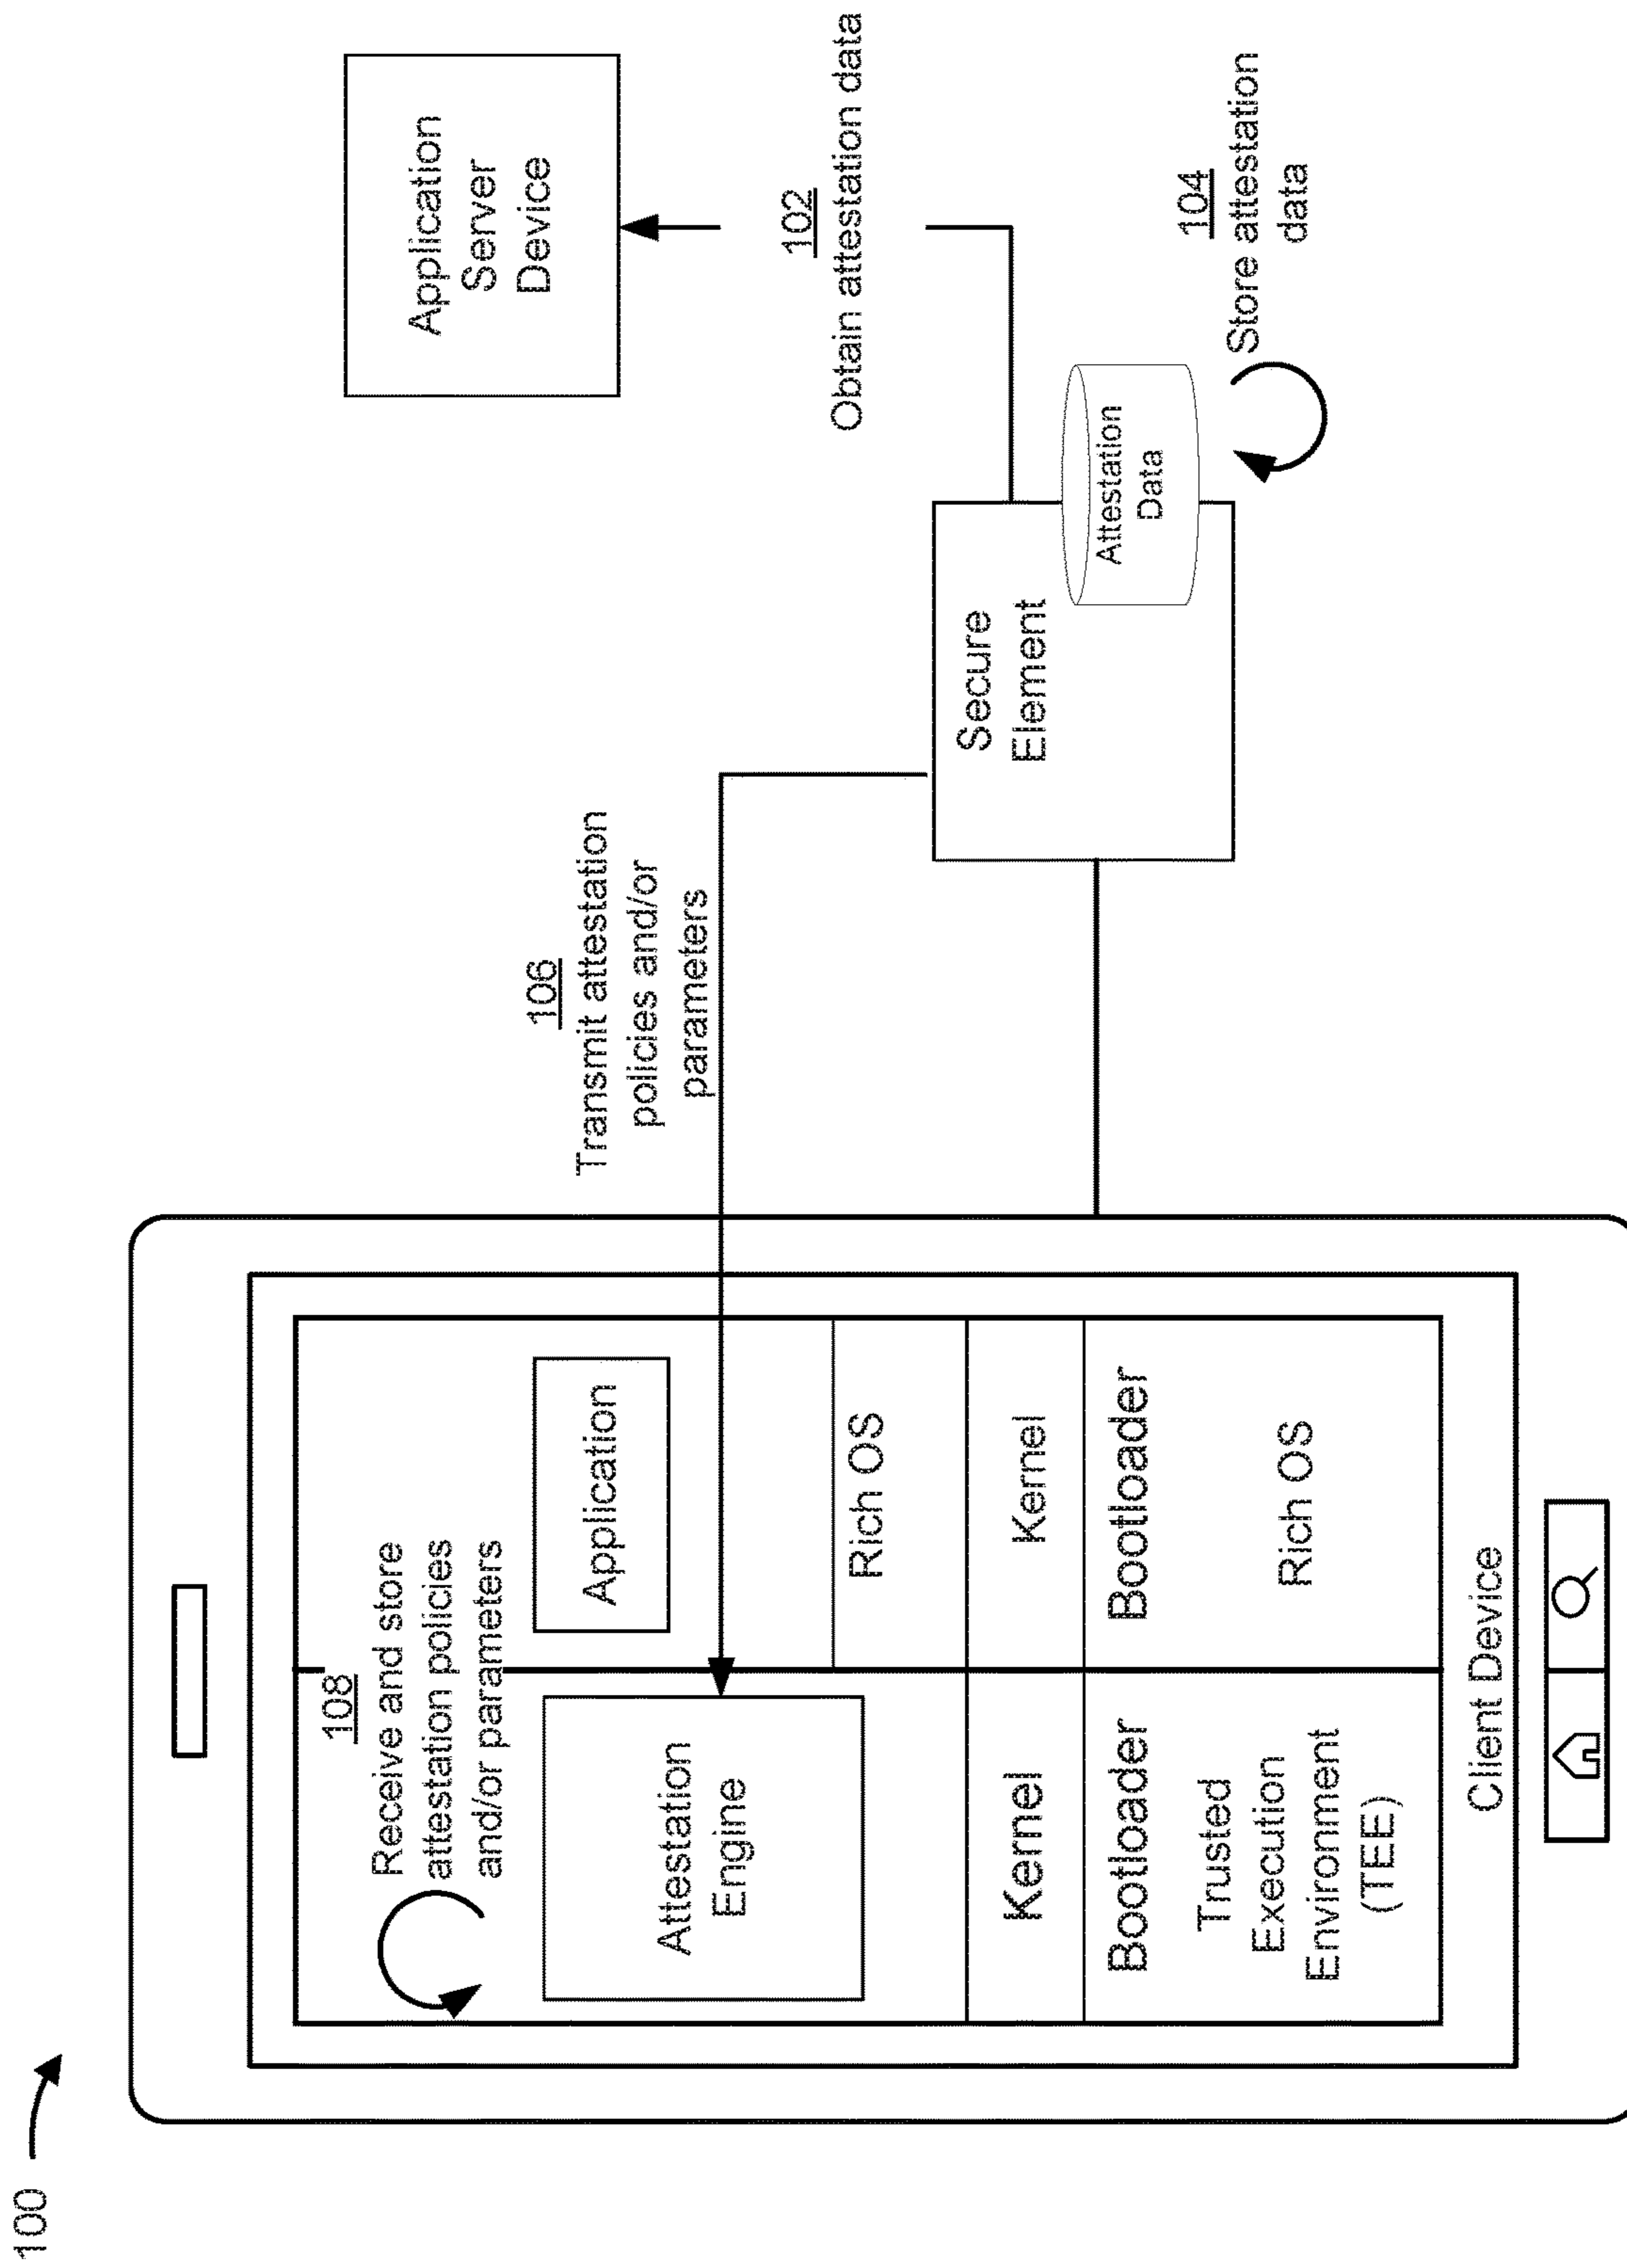 100
108
Receive and store
attestation policies
and/or parameters
Attestation
Engine
Application
Rich OS
Kernel
Kernel
Bootloader
Bootloader
Trusted
Execution
Environment
(TEE)
Rich OS
Client Device
106
Transmit attestation
policies and/or
parameters
Secure
Element
Attestation
Data
Application
Server
Device
102
Obtain attestation data
104
Store attestation
data